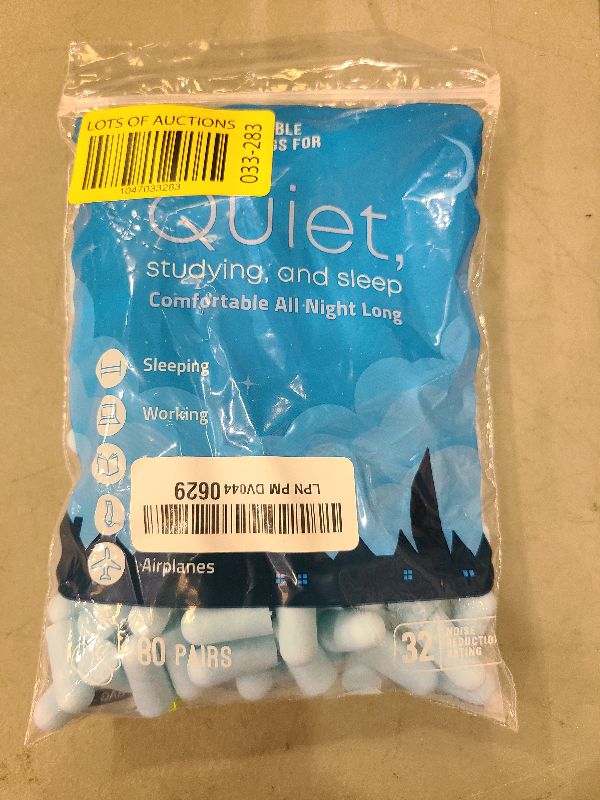 LOTS OF AUCTIONS
1047033283
033-283
BLE
GS FOR
Quiet,
studying, and sleep
Comfortable All Night Long
Sleeping
Working
LPN PM DV044 0629
Airplanes
80 PAIRS
32
NOISE
REDUCTIO
RATING